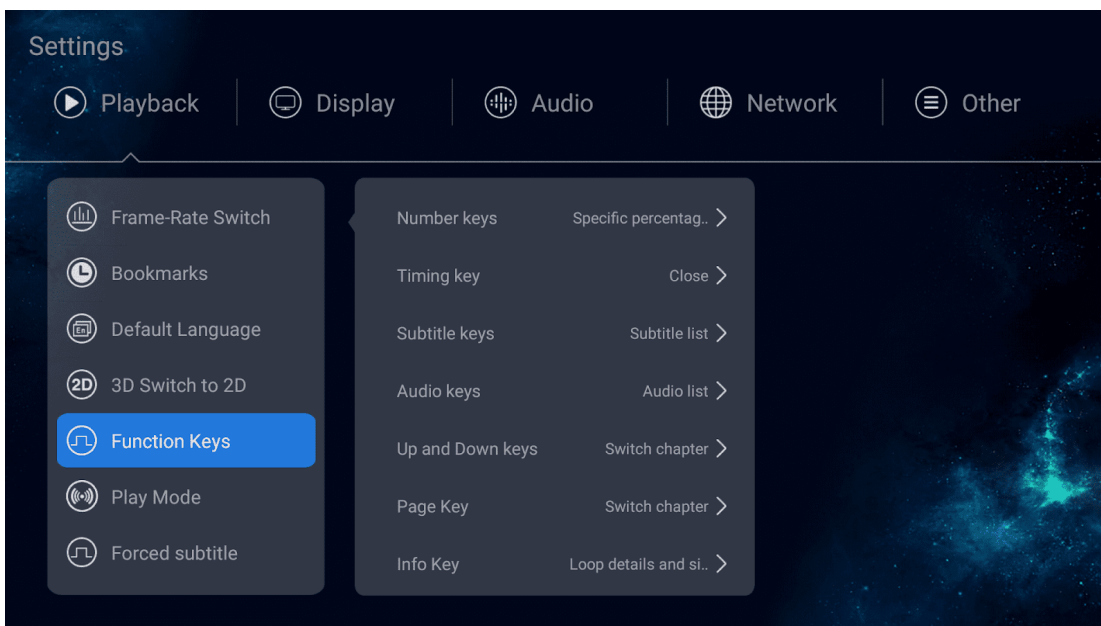 Settings
Playback
Display
Audio
Network
Other
Frame-Rate Switch
Bookmarks
En
Default Language
2D
3D Switch to 2D
Function Keys
Play Mode
Forced subtitle
Number keys Specific percentag..
Timing key Close
Subtitle keys Subtitle list
Audio keys Audio list
Up and Down keys Switch chapter
Page Key Switch chapter
Info Key Loop details and si..